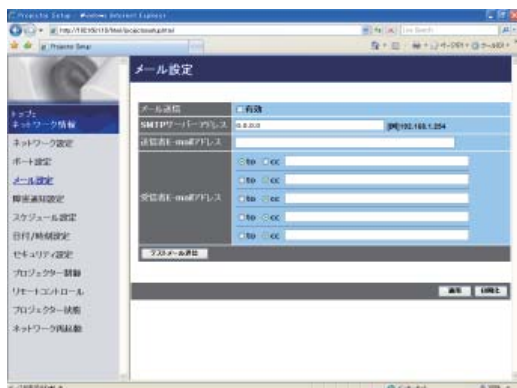 Projector Setup - Windows Internet Explorer
Projector Setup
メール設定
トップ:
ネットワーク情報
ネットワーク設定
ポート設定
メール設定
障害通知設定
スケジュール設定
日付/時刻設定
セキュリティ設定
プロジェクター制御
リモートコントロール
プロジェクター状態
ネットワーク再起動
メール送信 有効
SMTPサーバーアドレス 0.0.0.0 [例]192.168.1.254
送信者E-mailアドレス
受信者E-mailアドレス
to cc
to cc
to cc
to cc
to cc
テストメール送信
適用 初期化